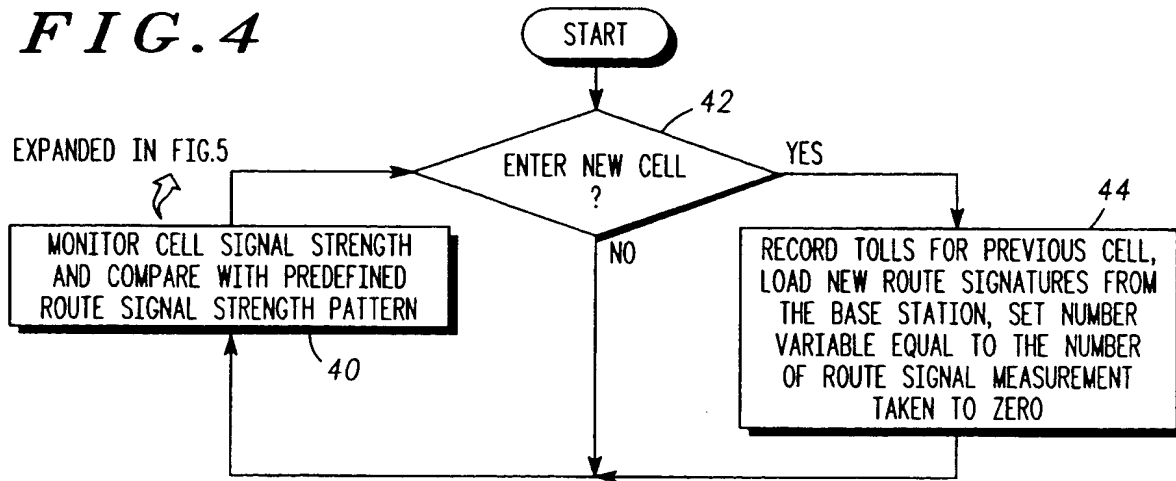 FIG.4
START
42
EXPANDED IN FIG.5
ENTER NEW CELL
?
YES
NO
MONITOR CELL SIGNAL STRENGTH
AND COMPARE WITH PREDEFINED
ROUTE SIGNAL STRENGTH PATTERN
40
44
RECORD TOLLS FOR PREVIOUS CELL,
LOAD NEW ROUTE SIGNATURES FROM
THE BASE STATION, SET NUMBER
VARIABLE EQUAL TO THE NUMBER
OF ROUTE SIGNAL MEASUREMENT
TAKEN TO ZERO